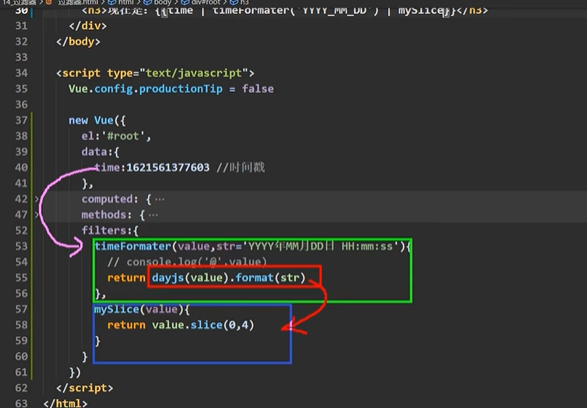 14_过滤器 > 过滤器.html > html > body > div#root > h3
30 <h3>现在是：{{time | timeFormater('YYYY_MM_DD') | mySlice}}</h3>
31 </div>
32 </body>
33
34 <script type="text/javascript">
35 Vue.config.productionTip = false
36
37 new Vue({
38 el:'#root',
39 data:{
40 time:1621561377603 //时间戳
41 },
42 computed: { ···
47 methods: { ···
52 filters:{
53 timeFormater(value,str='YYYY年MM月DD日 HH:mm:ss'){
54 // console.log('@',value)
55 return dayjs(value).format(str)
56 },
57 mySlice(value){
58 return value.slice(0,4)
59 }
60 }
61 })
62 </script>
63 </html>